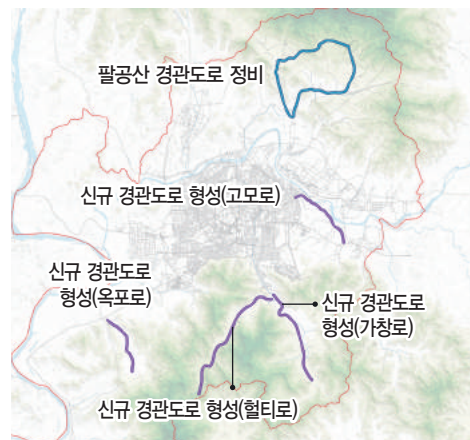 팔공산 경관도로 정비
신규 경관도로 형성(고모로)
신규 경관도로
형성(옥포로)
신규 경관도로
형성(가창로)
신규 경관도로 형성(헐티로)